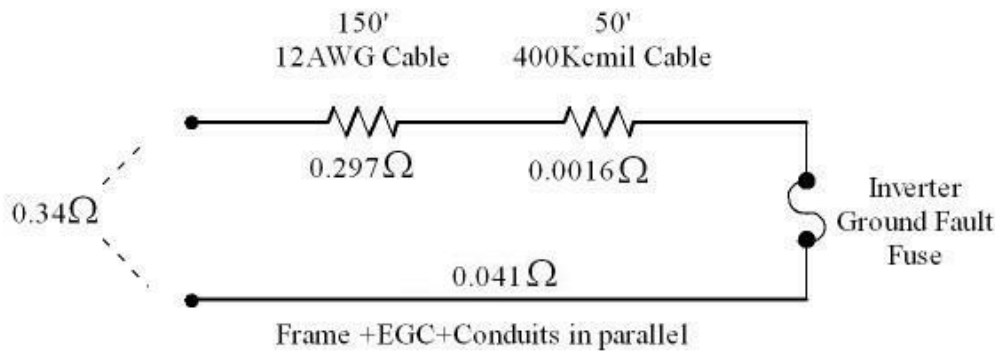 150'
12AWG Cable
50'
400Kcmil Cable
0.297Ω
0.0016Ω
0.34Ω
Inverter
Ground Fault
Fuse
0.041Ω
Frame +EGC+Conduits in parallel